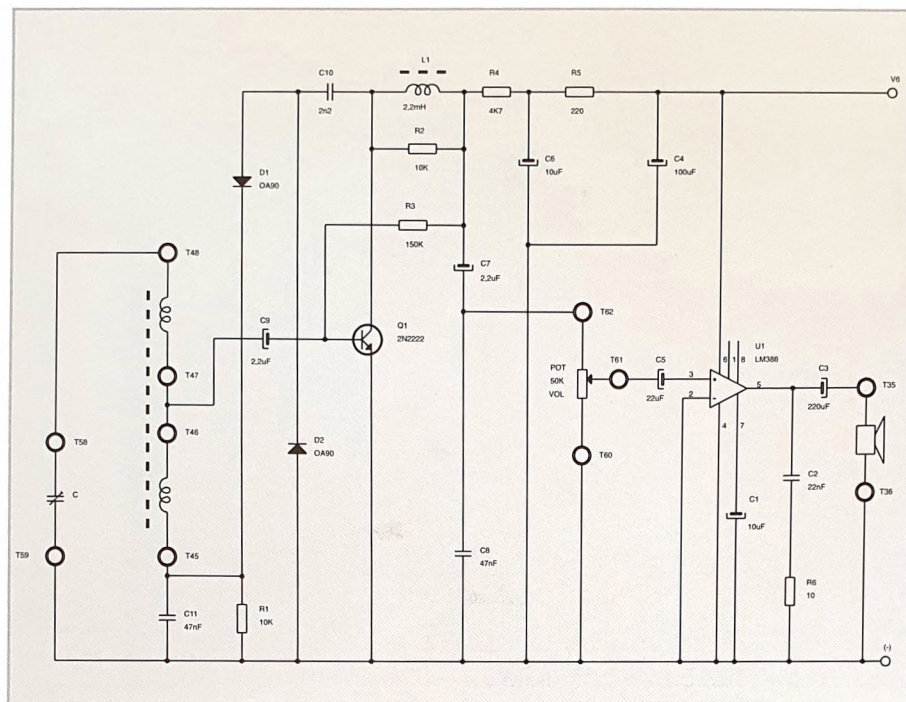 L1
C10
R4
R5
V6
2n2
2,2mH
4K7
220
R2
C6
C4
10K
10uF
100uF
D1
OA90
R3
150K
T48
C7
2,2uF
C9
Q1
T62
2N2222
U1
2,2uF
T61
C5
6
1
8
LM386
POT
C3
T47
50K
3
5
T35
VOL
22uF
2
220uF
T46
4
7
T58
D2
T60
OA90
C2
22nF
C
T36
C1
10uF
T59
T45
C8
47nF
C11
R1
R6
47nF
10K
10
(-)
+
-